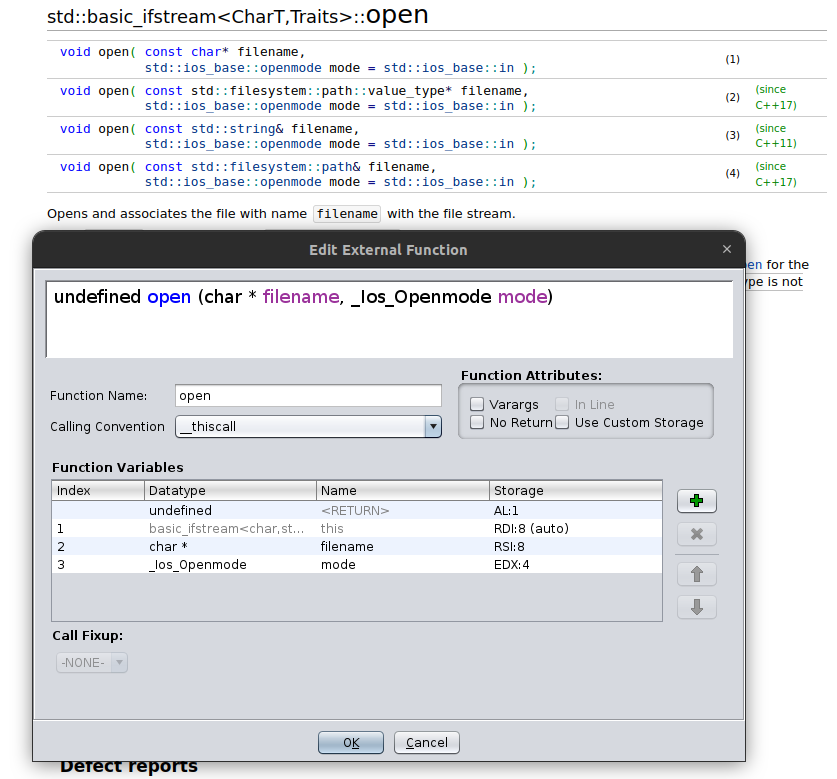 std::basic_ifstream<CharT,Traits>::open
void open( const char* filename,
std::ios_base::openmode mode = std::ios_base::in );
(1)
void open( const std::filesystem::path::value_type* filename,
std::ios_base::openmode mode = std::ios_base::in );
(2)
(since
C++17)
void open( const std::string& filename,
std::ios_base::openmode mode = std::ios_base::in );
(3)
(since
C++11)
void open( const std::filesystem::path& filename,
std::ios_base::openmode mode = std::ios_base::in );
(4)
(since
C++17)
Opens and associates the file with name filename with the file stream.
Edit External Function
en for the
ype is not
undefined open (char * filename, _Ios_Openmode mode)
Function Name: open
Calling Convention __thiscall
Function Attributes:
Varargs In Line
No Return Use Custom Storage
Function Variables
Index Datatype Name Storage
undefined <RETURN> AL:1
1 basic_ifstream<char,st... this RDI:8 (auto)
2 char * filename RSI:8
3 _Ios_Openmode mode EDX:4
Call Fixup:
-NONE-
OK Cancel
Defect reports